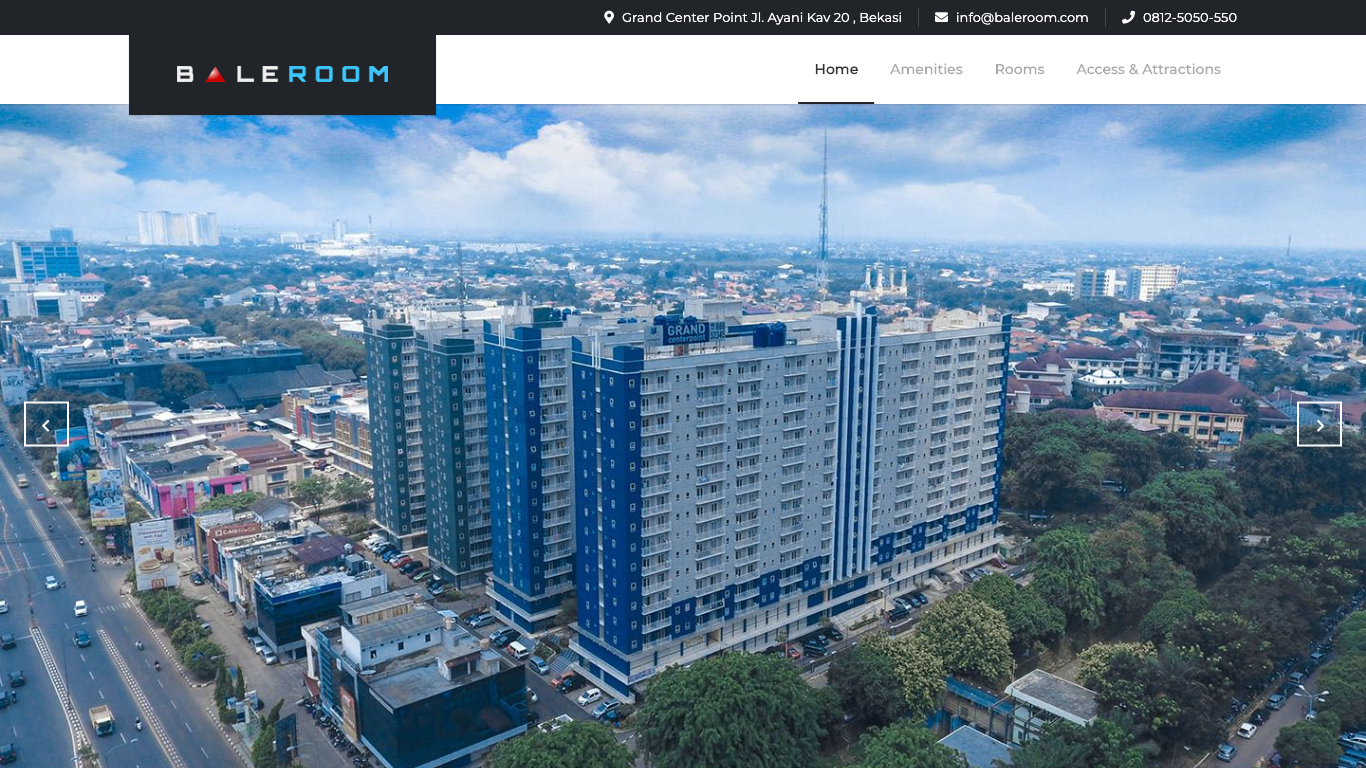 Grand Center Point Jl. Ayani Kav 20 , Bekasi
info@baleroom.com
0812-5050-550
BALEROOM
Home
Amenities
Rooms
Access & Attractions
GRAND
centerpoint